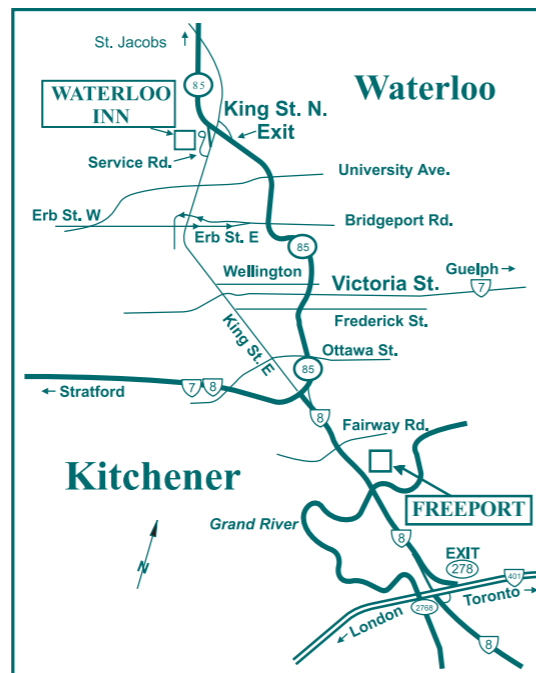 St. Jacobs
85
Waterloo
WATERLOO
INN
King St. N.
Exit
Service Rd.
University Ave.
Erb St. W
Bridgeport Rd.
Erb St. E
85
Wellington
Guelph
Victoria St.
7
Frederick St.
King St. E
Ottawa St.
85
7
8
Stratford
8
Fairway Rd.
Kitchener
FREEPORT
Grand River
8
EXIT
278
N
401
Toronto
2768
London
8